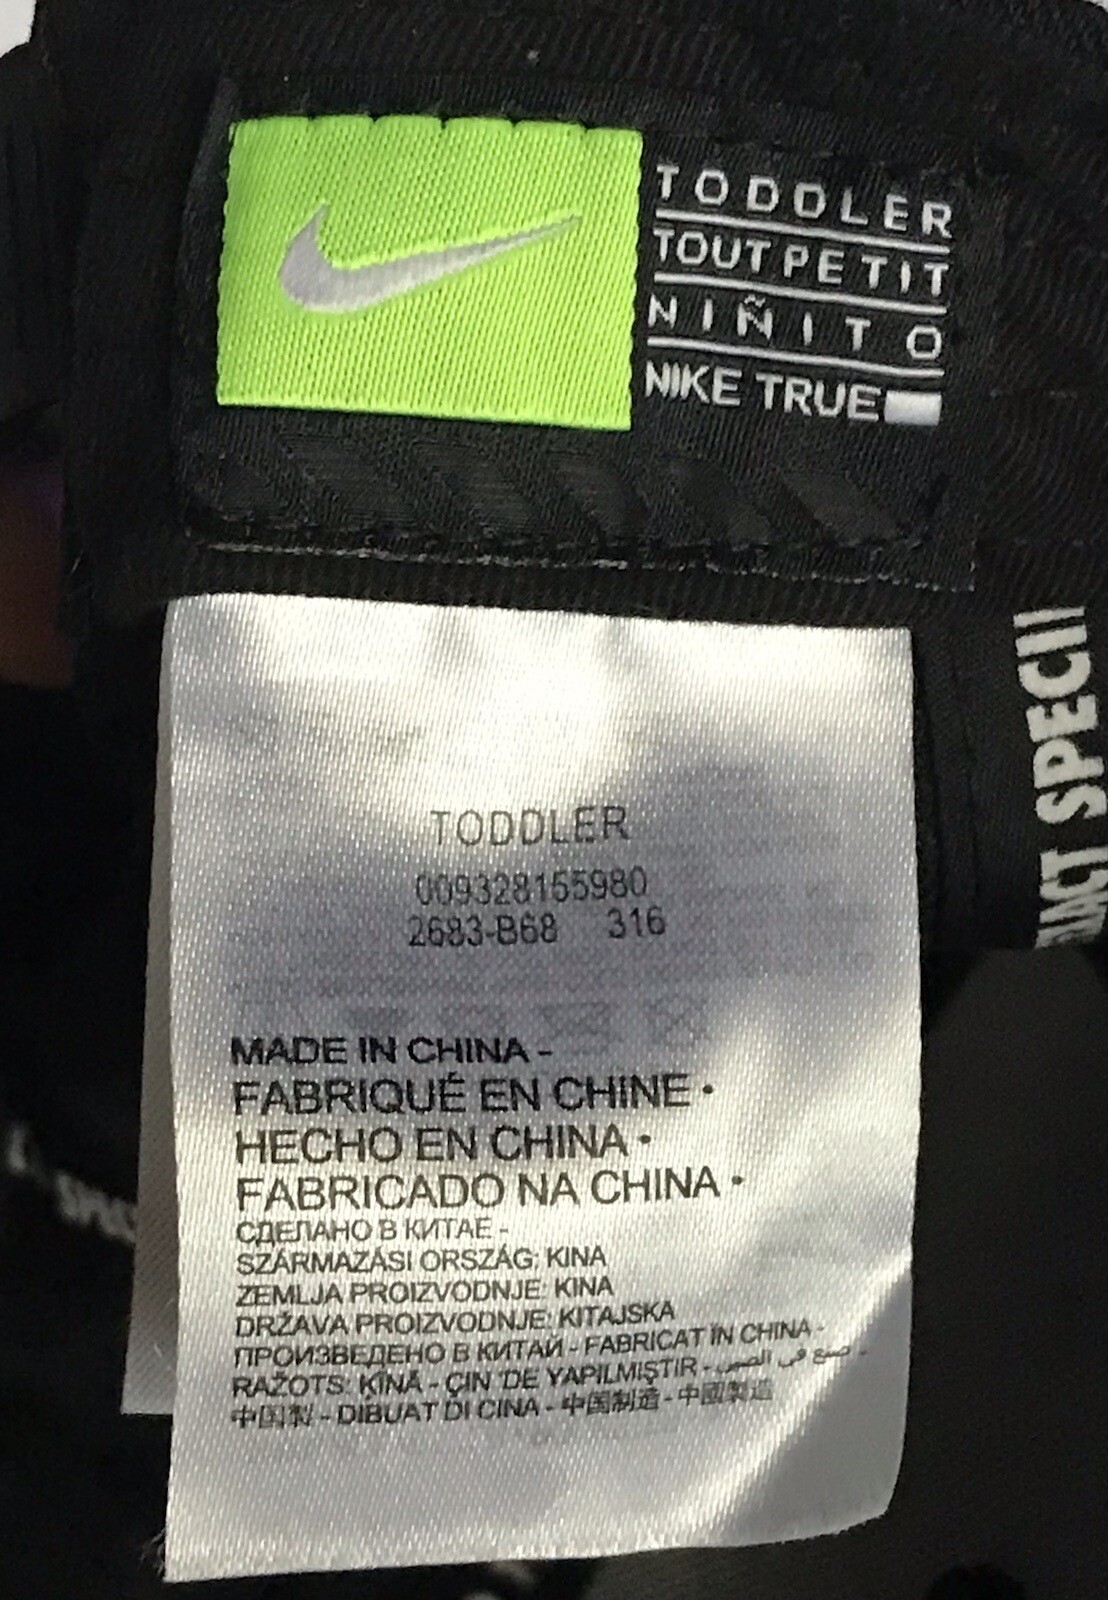 TODDLER
TOUT PETIT
NIÑITO
NIKE TRUE
TODDLER
009328155980
2683-B68 316
MADE IN CHINA -
FABRIQUÉ EN CHINE •
HECHO EN CHINA •
FABRICADO NA CHINA •
СДЕЛАНО В КИТАЕ -
SZÁRMAZÁSI ORSZÁG: KINA
ZEMLJA PROIZVODNJE: KINA
DRŽAVA PROIZVODNJE: KITAJSKA
ПРОИЗВЕДЕНО В КИТАЙ - FABRICAT ÎN CHINA -
RAŽOTS: ĶĪNĀ - ÇIN 'DE YAPILMIŞTIR - صنع في الصين -
中国製 - DIBUAT DI CINA - 中国制造 - 中國製造